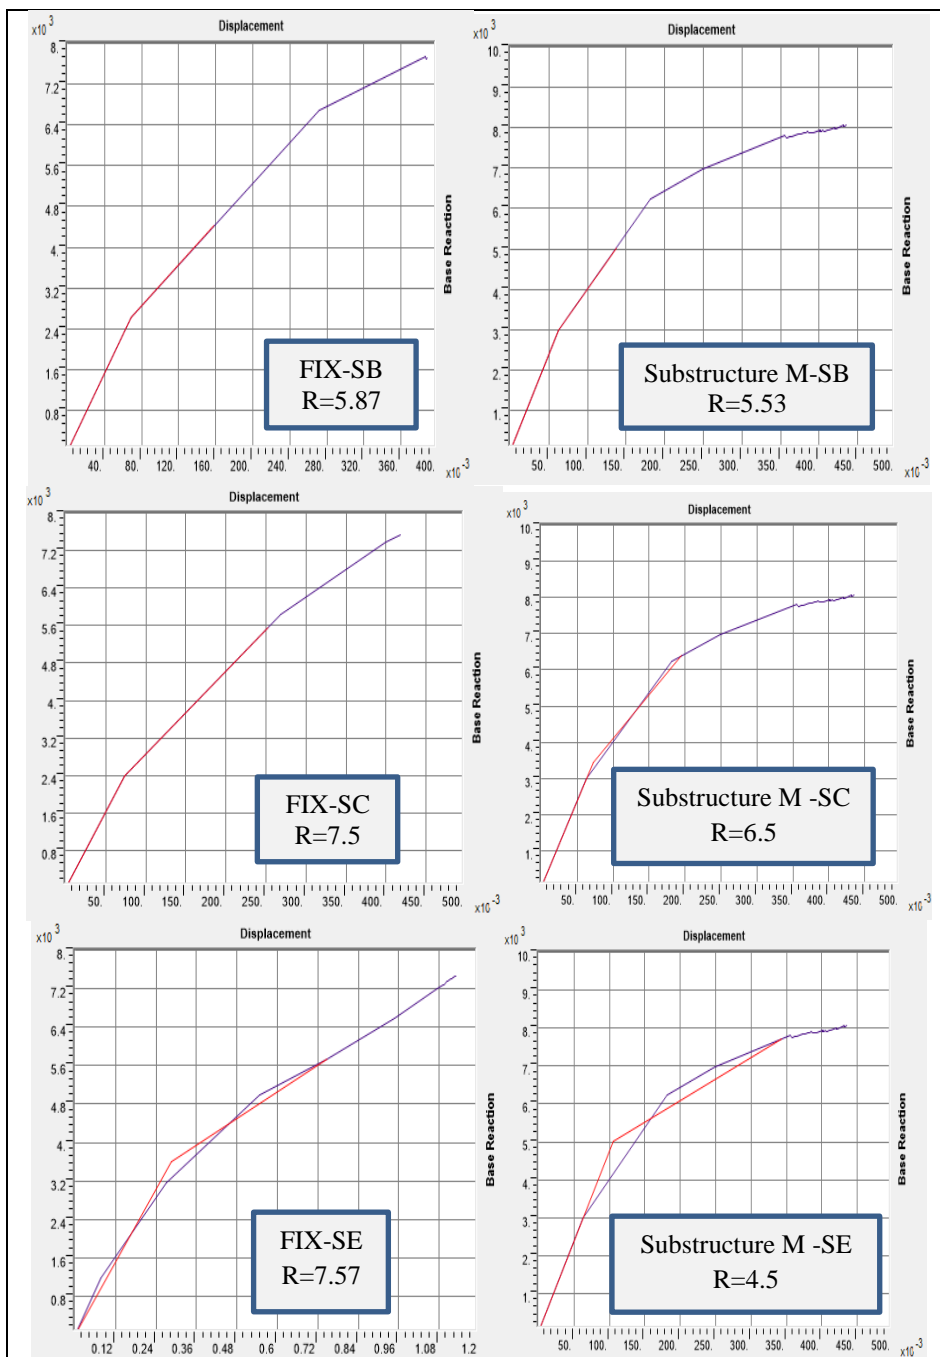 Displacement
x10 3
8.
7.2
6.4
5.6
4.8
4.
3.2
2.4
1.6
0.8
Base Reaction
FIX-SB
R=5.87
40. 80. 120. 160. 200. 240. 280. 320. 360. 400. x10 -3
Displacement
x10 3
10.
9.
8.
7.
6.
5.
4.
3.
2.
1.
Base Reaction
Substructure M-SB
R=5.53
50. 100. 150. 200. 250. 300. 350. 400. 450. 500. x10 -3
Displacement
x10 3
8.
7.2
6.4
5.6
4.8
4.
3.2
2.4
1.6
0.8
Base Reaction
FIX-SC
R=7.5
50. 100. 150. 200. 250. 300. 350. 400. 450. 500. x10 -3
Displacement
x10 3
10.
9.
8.
7.
6.
5.
4.
3.
2.
1.
Base Reaction
Substructure M -SC
R=6.5
50. 100. 150. 200. 250. 300. 350. 400. 450. 500. x10 -3
Displacement
x10 3
8.
7.2
6.4
5.6
4.8
4.
3.2
2.4
1.6
0.8
Base Reaction
FIX-SE
R=7.57
0.12 0.24 0.36 0.48 0.6 0.72 0.84 0.96 1.08 1.2
Displacement
x10 3
10.
9.
8.
7.
6.
5.
4.
3.
2.
1.
Base Reaction
Substructure M -SE
R=4.5
50. 100. 150. 200. 250. 300. 350. 400. 450. 500. x10 -3